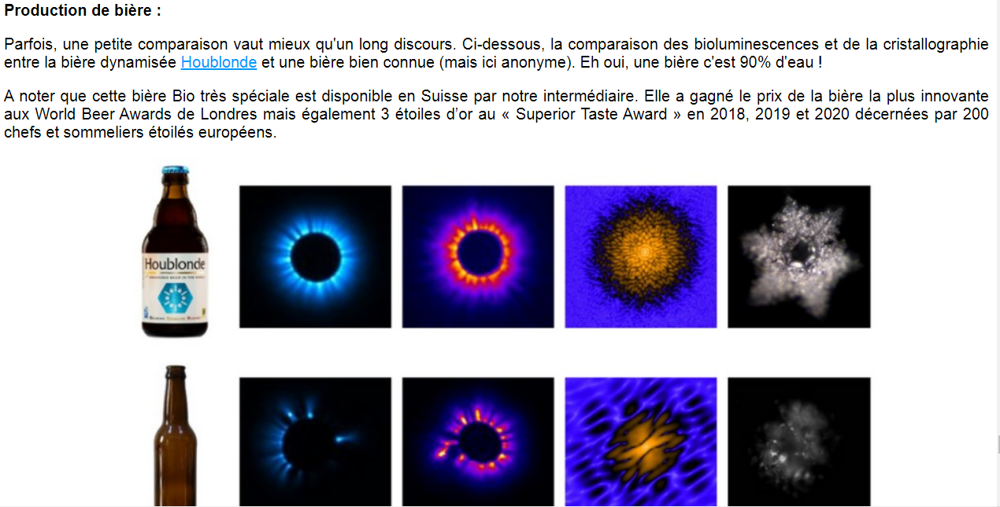 Production de bière :
Parfois, une petite comparaison vaut mieux qu'un long discours. Ci-dessous, la comparaison des bioluminescences et de la cristallographie
entre la bière dynamisée Houblonde et une bière bien connue (mais ici anonyme). Eh oui, une bière c'est 90% d'eau !
A noter que cette bière Bio très spéciale est disponible en Suisse par notre intermédiaire. Elle a gagné le prix de la bière la plus innovante
aux World Beer Awards de Londres mais également 3 étoiles d’or au « Superior Taste Award » en 2018, 2019 et 2020 décernées par 200
chefs et sommeliers étoilés européens.
Houblonde